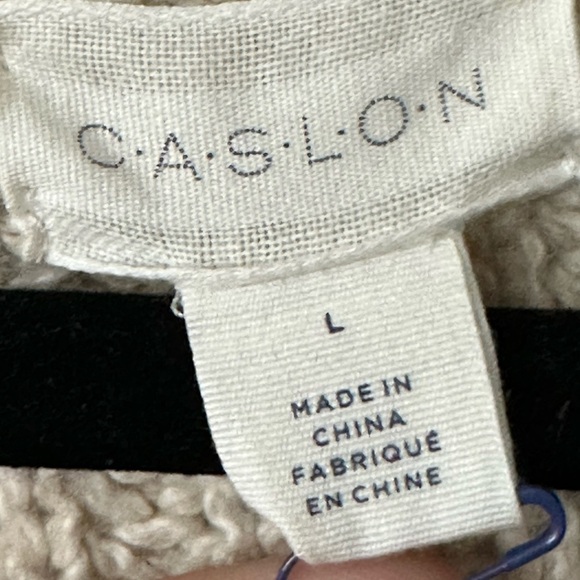 C·A·S·L·O·N
L
MADE IN
CHINA
FABRIQUÉ
EN CHINE